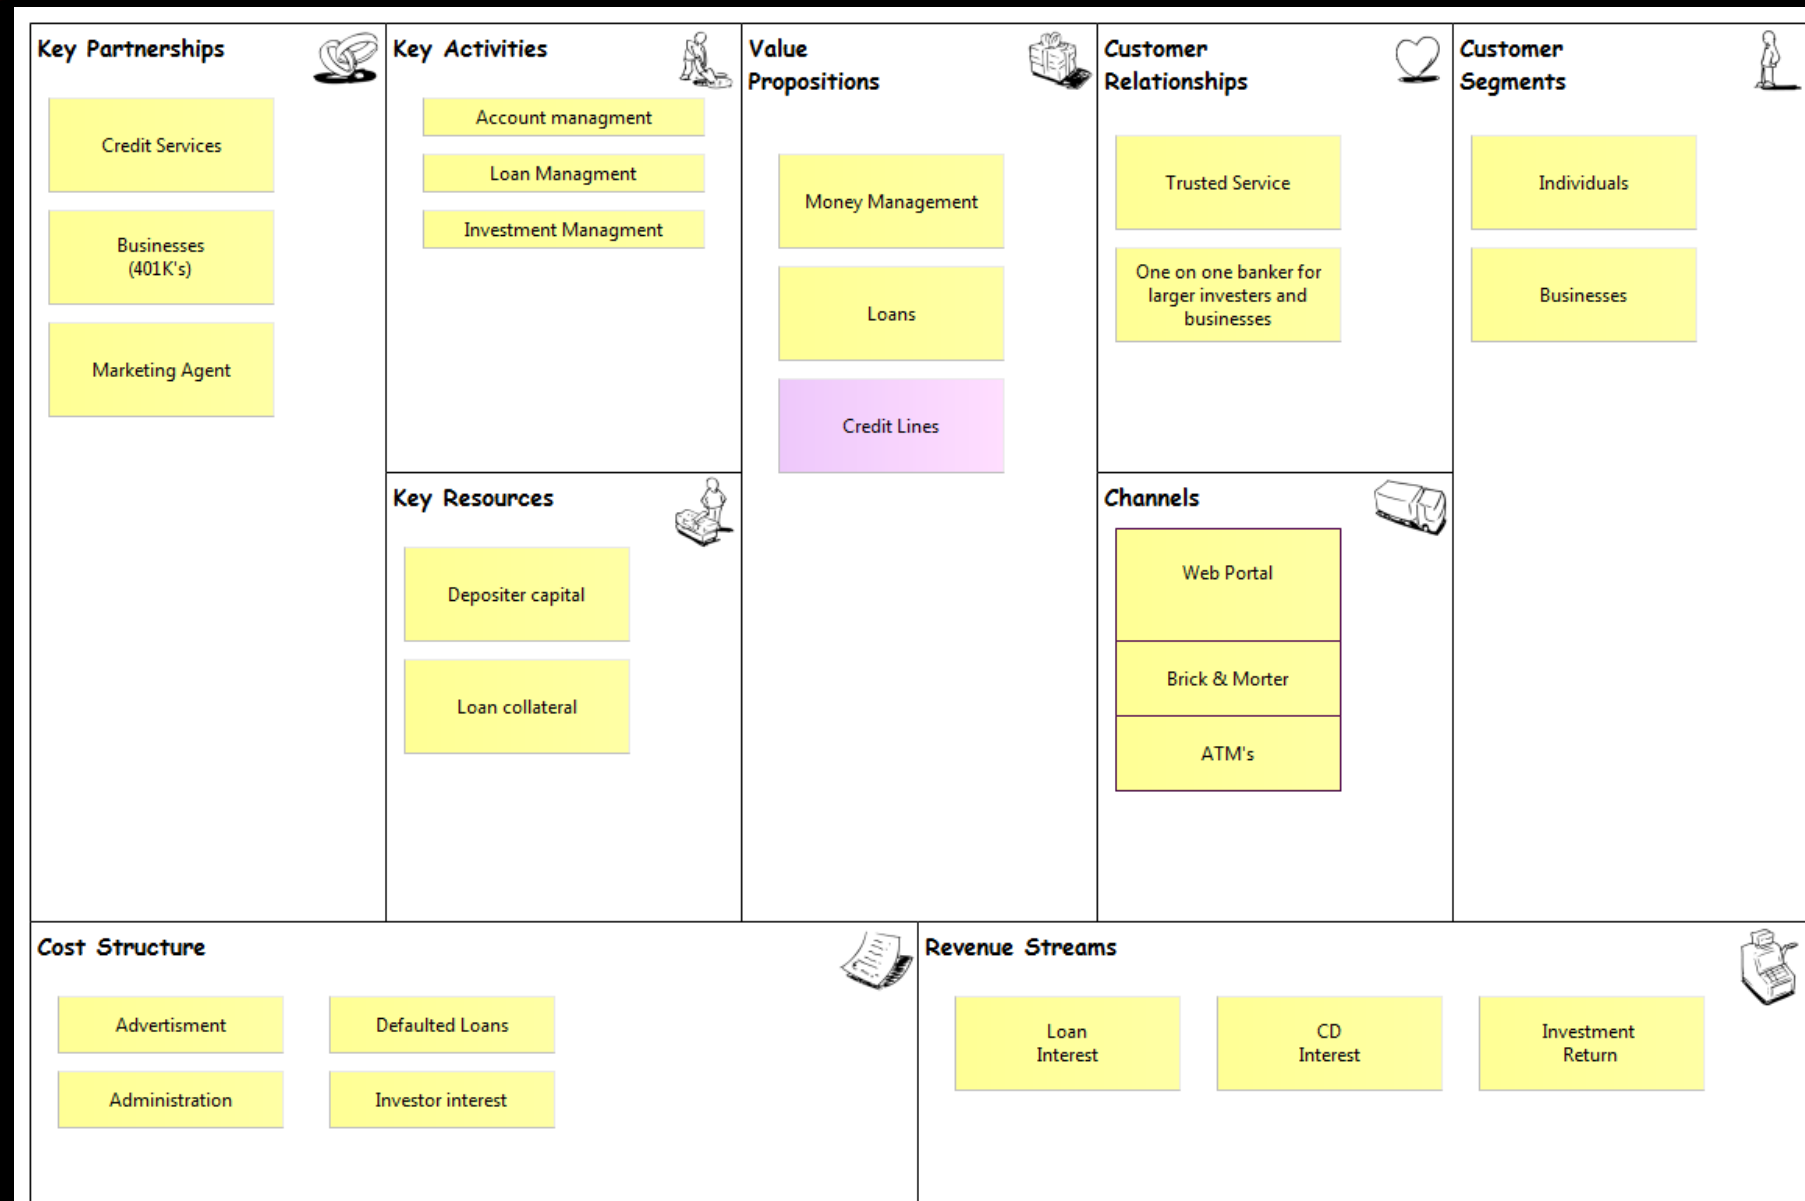 Key Partnerships
Credit Services
Businesses
(401K's)
Marketing Agent
Key Activities
Account managment
Loan Managment
Investment Managment
Key Resources
Depositer capital
Loan collateral
Value
Propositions
Money Management
Loans
Credit Lines
Customer
Relationships
Trusted Service
One on one banker for
larger investers and
businesses
Channels
Web Portal
Brick & Morter
ATM's
Customer
Segments
Individuals
Businesses
Cost Structure
Advertisment
Defaulted Loans
Administration
Investor interest
Revenue Streams
Loan
Interest
CD
Interest
Investment
Return